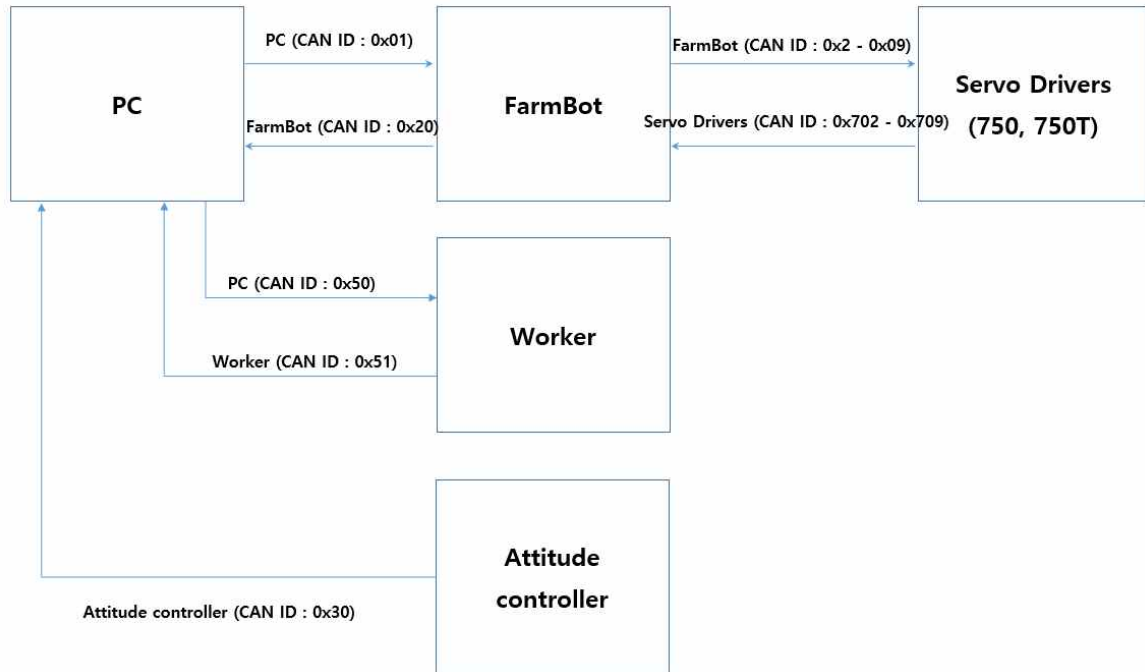 PC
PC (CAN ID : 0x01)
FarmBot (CAN ID : 0x20)
FarmBot
FarmBot (CAN ID : 0x2 - 0x09)
Servo Drivers (CAN ID : 0x702 - 0x709)
Servo Drivers
(750, 750T)
PC (CAN ID : 0x50)
Worker (CAN ID : 0x51)
Worker
Attitude
controller
Attitude controller (CAN ID : 0x30)